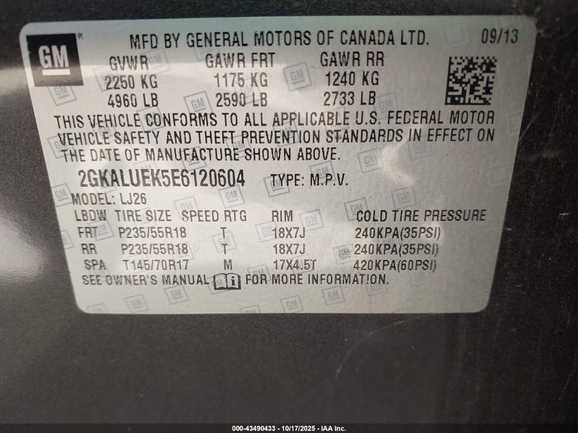 GM
MFD BY GENERAL MOTORS OF CANADA LTD. 09/13
GVWR GAWR FRT GAWR RR
2250 KG 1175 KG 1240 KG
4960 LB 2590 LB 2733 LB
THIS VEHICLE CONFORMS TO ALL APPLICABLE U.S. FEDERAL MOTOR
VEHICLE SAFETY AND THEFT PREVENTION STANDARDS IN EFFECT ON
THE DATE OF MANUFACTURE SHOWN ABOVE.
2GKALUEK5E6120604 TYPE: M.P.V.
MODEL: LJ26
LBDW TIRE SIZE SPEED RTG RIM COLD TIRE PRESSURE
FRT P235/55R18 T 18X7J 240KPA(35PSI)
RR P235/55R18 T 18X7J 240KPA(35PSI)
SPA T145/70R17 M 17X4.5T 420KPA(60PSI)
SEE OWNER'S MANUAL FOR MORE INFORMATION.
000-43490433 - 10/17/2025 - IAA Inc.